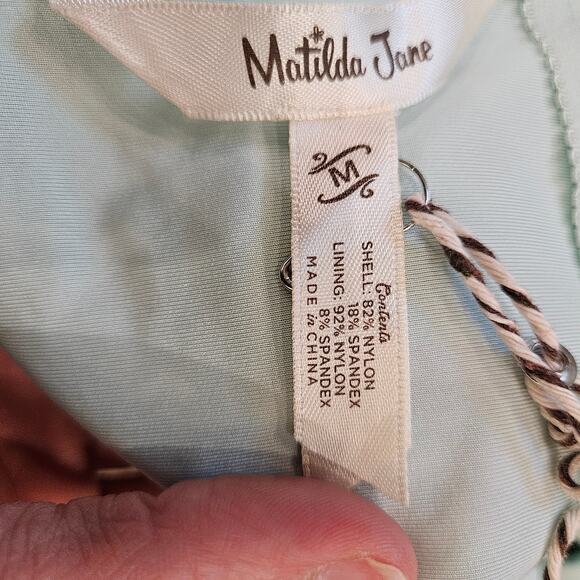 Matilda Jane
M
Contents
SHELL: 82% NYLON
18% SPANDEX
LINING: 92% NYLON
8% SPANDEX
MADE in CHINA